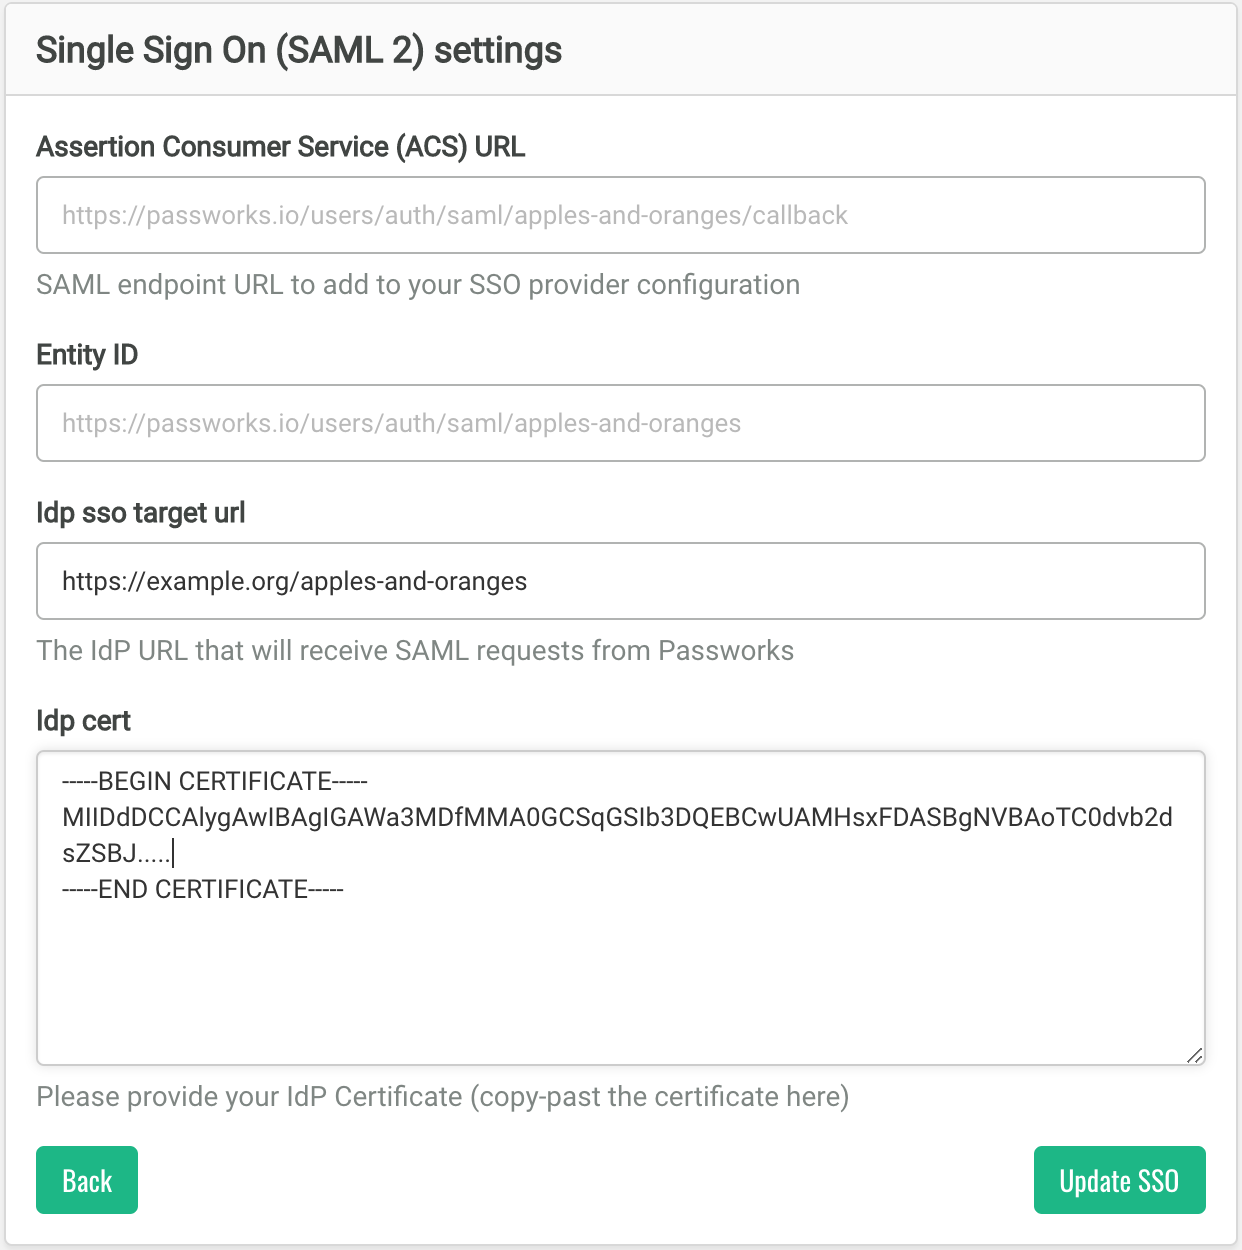 Single Sign On (SAML 2) settings
Assertion Consumer Service (ACS) URL
https://passworks.io/users/auth/saml/apples-and-oranges/callback
SAML endpoint URL to add to your SSO provider configuration
Entity ID
https://passworks.io/users/auth/saml/apples-and-oranges
Idp sso target url
https://example.org/apples-and-oranges
The IdP URL that will receive SAML requests from Passworks
Idp cert
-----BEGIN CERTIFICATE-----
MIIDdDCCAlygAwIBAgIGAWa3MDfMMA0GCSqGSIb3DQEBCwUAMHsxFDASBgNVBAoTC0dvb2d
sZSBJ.....
-----END CERTIFICATE-----
Please provide your IdP Certificate (copy-past the certificate here)
Back
Update SSO